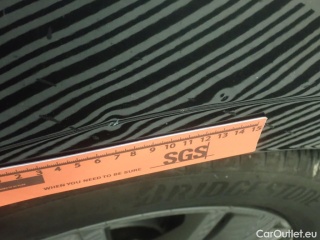 2 3 4 5 6 7 8 9 10 11 12 13 14 15
SGS
WHEN YOU NEED TO BE SURE
BRIDGESTONE
CarOutlet.eu